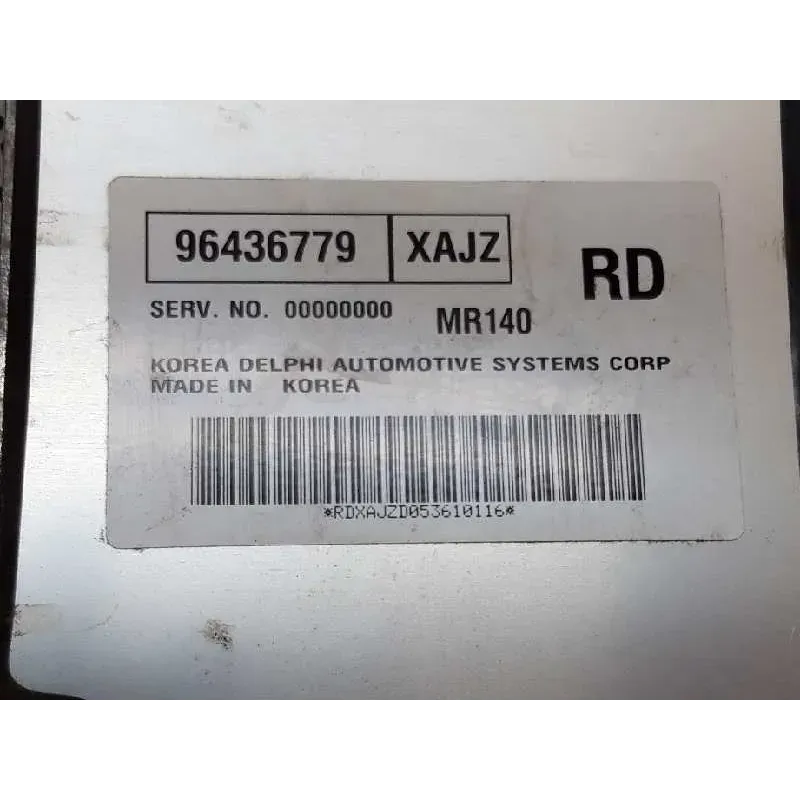 96436779 XAJZ RD
SERV. NO. 00000000 MR140
KOREA DELPHI AUTOMOTIVE SYSTEMS CORP
MADE IN KOREA
*RDXAJZD053610116*